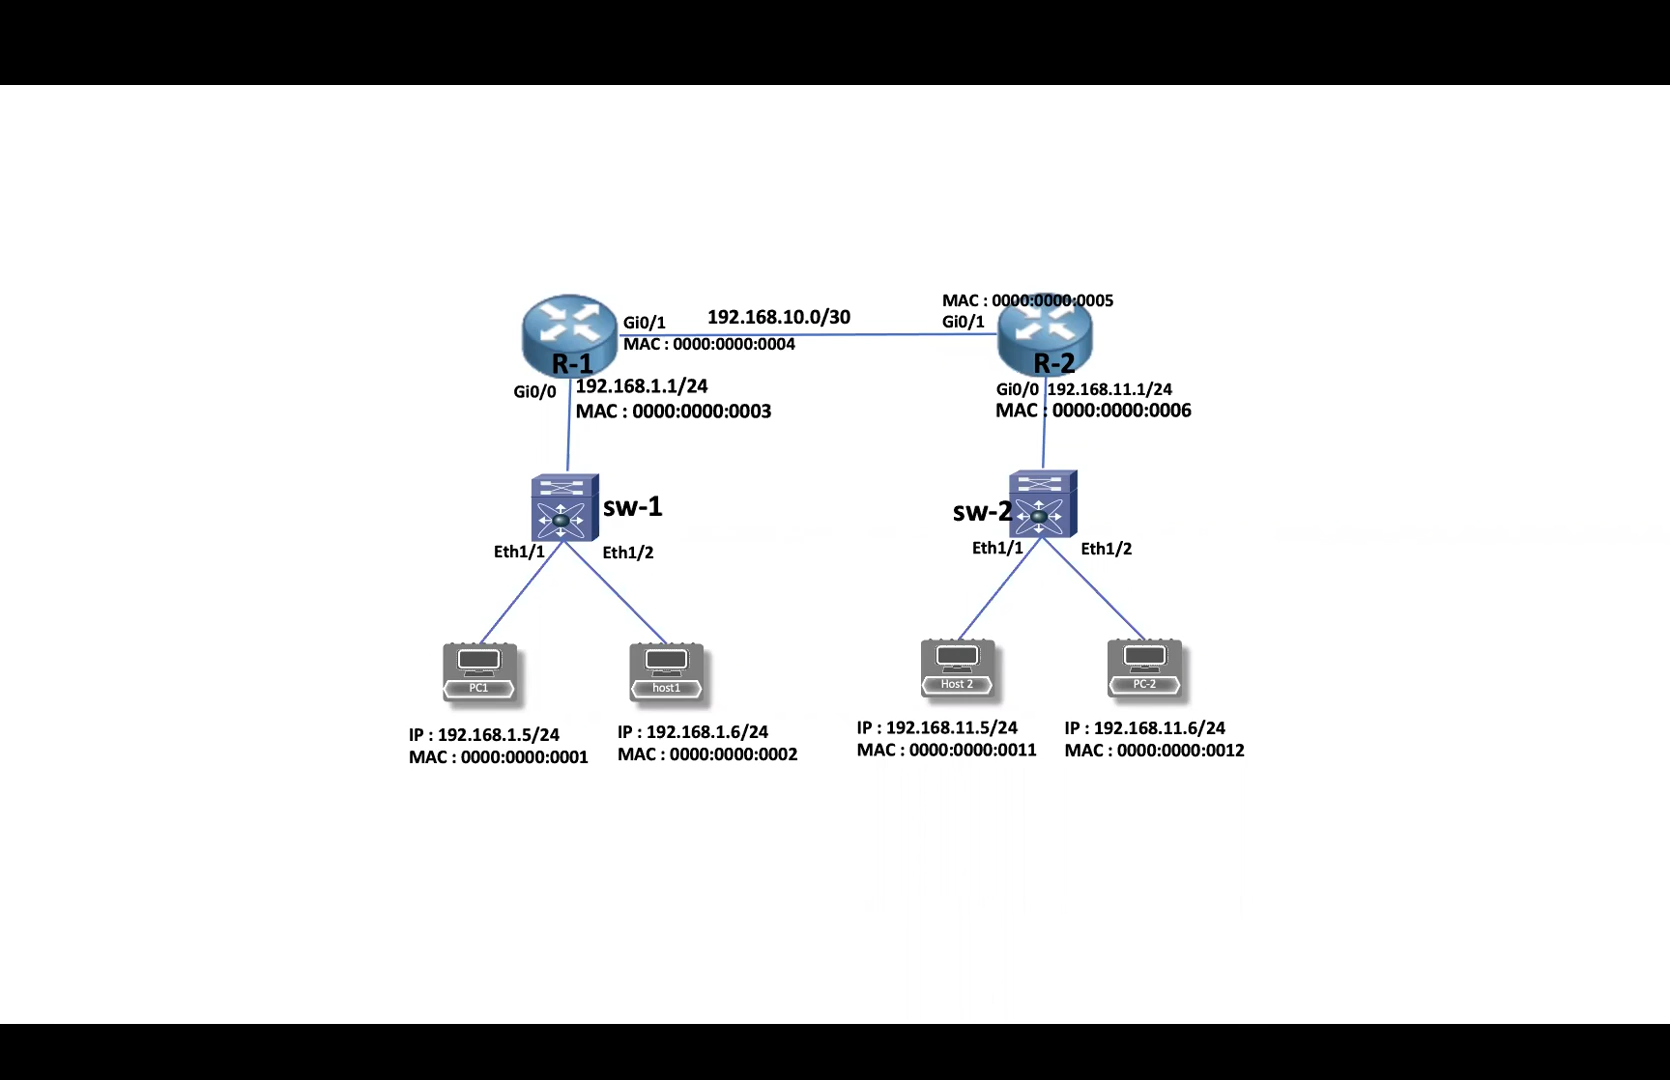 MAC : 0000:0000:0005
Gi0/1
192.168.10.0/30
Gi0/1
MAC : 0000:0000:0004
R-1
R-2
Gi0/0
192.168.1.1/24
MAC : 0000:0000:0003
Gi0/0 192.168.11.1/24
MAC : 0000:0000:0006
sw-1
sw-2
Eth1/1
Eth1/2
Eth1/1
Eth1/2
PC1
host1
Host 2
PC-2
IP : 192.168.1.5/24
MAC : 0000:0000:0001
IP : 192.168.1.6/24
MAC : 0000:0000:0002
IP : 192.168.11.5/24
MAC : 0000:0000:0011
IP : 192.168.11.6/24
MAC : 0000:0000:0012